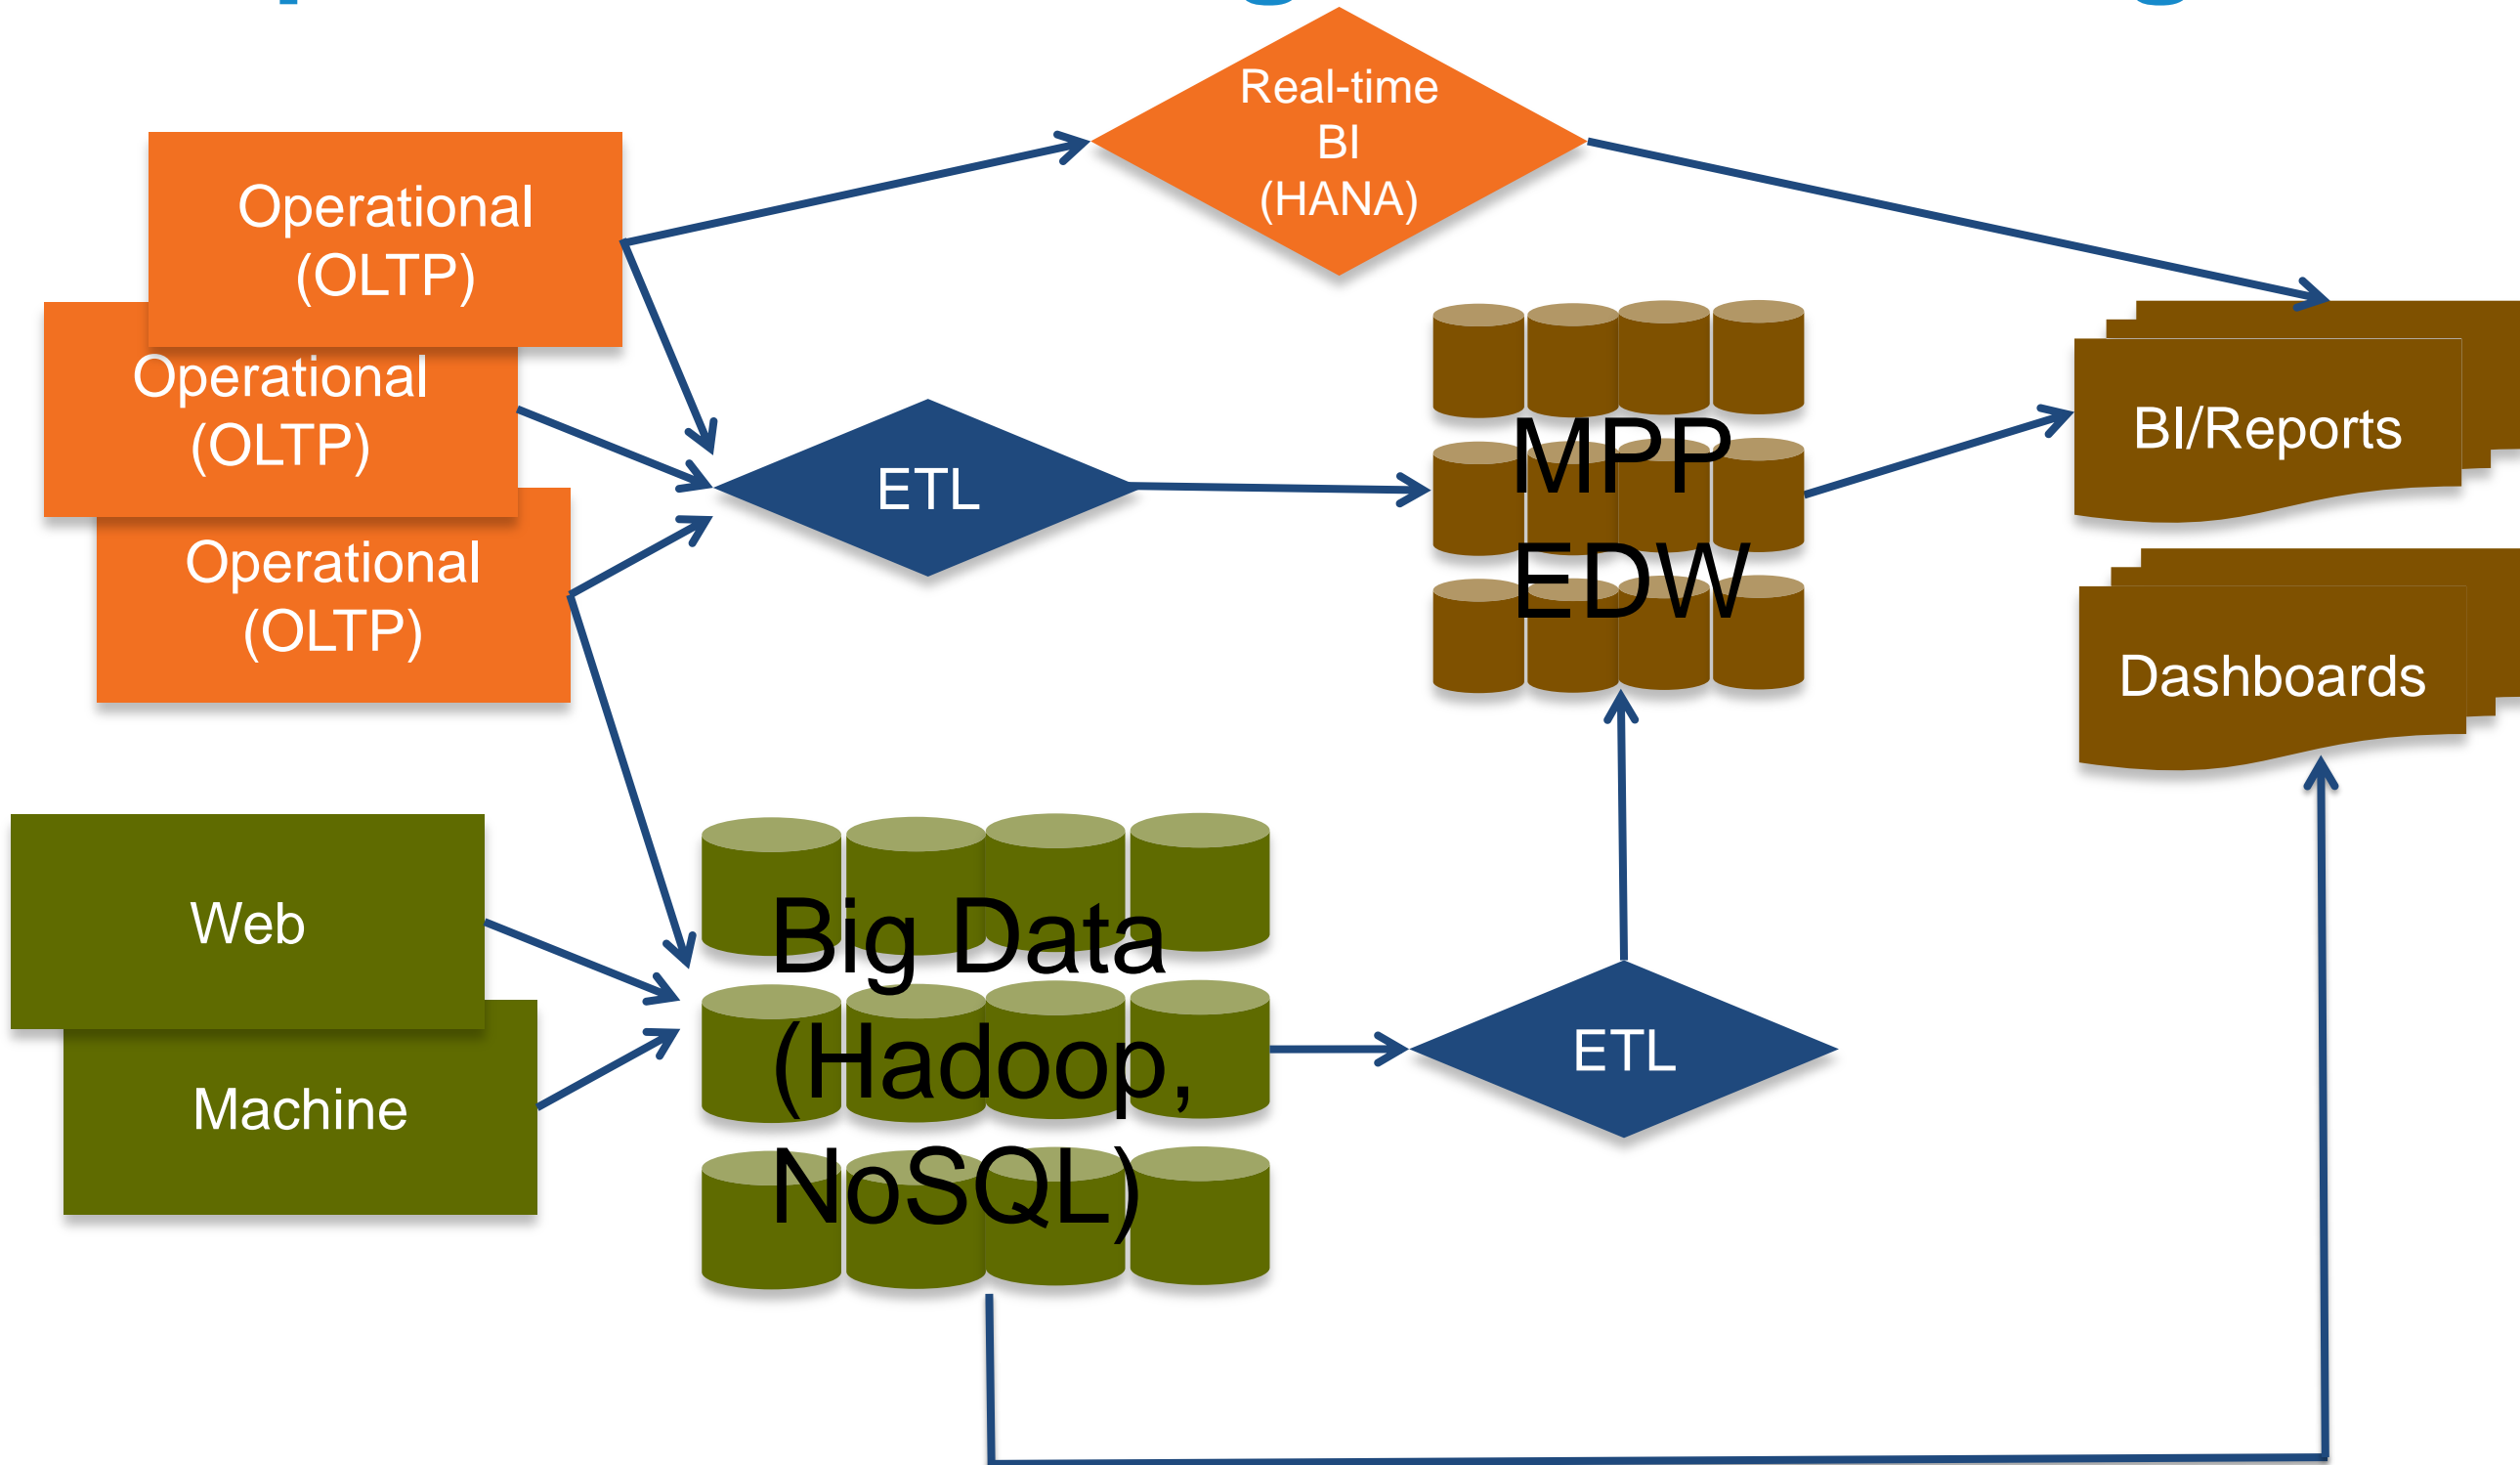 Real-time
BI
(HANA)
Operational
(OLTP)
Operational
(OLTP)
Operational
(OLTP)
ETL
MPP
EDW
BI/Reports
Dashboards
Web
Machine
Big Data
(Hadoop,
NoSQL)
ETL